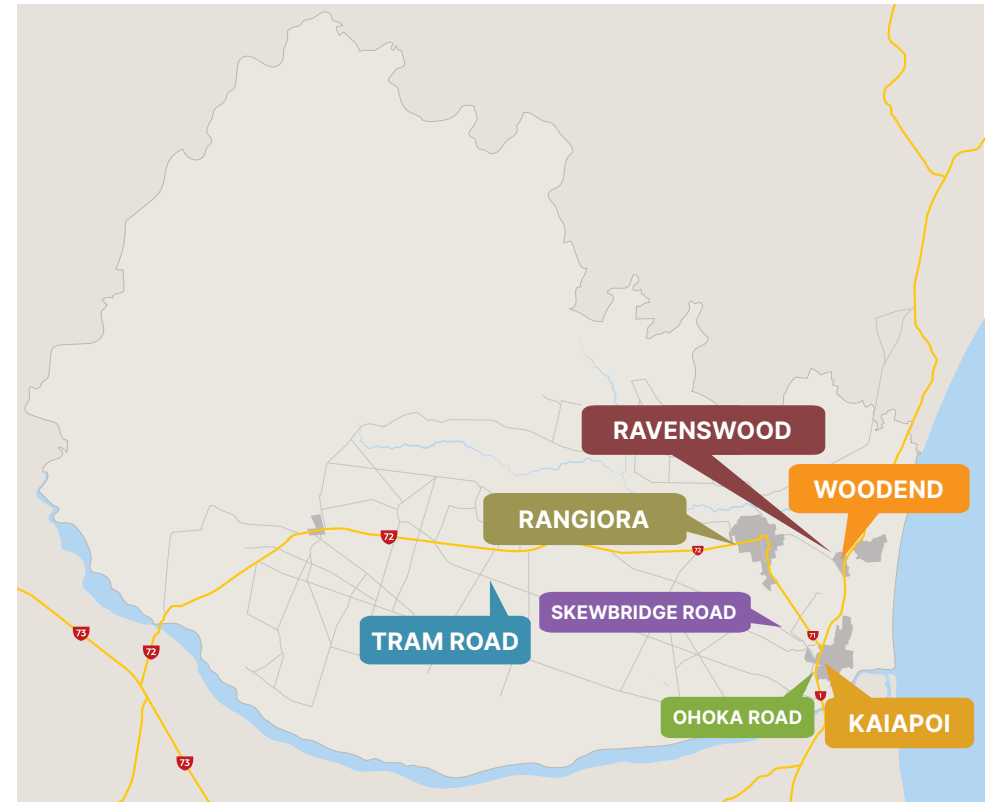 RAVENSWOOD
WOODEND
RANGIORA
72
72
SKEWBRIDGE ROAD
TRAM ROAD
73
71
72
1
OHOKA ROAD
KAIAPOI
73